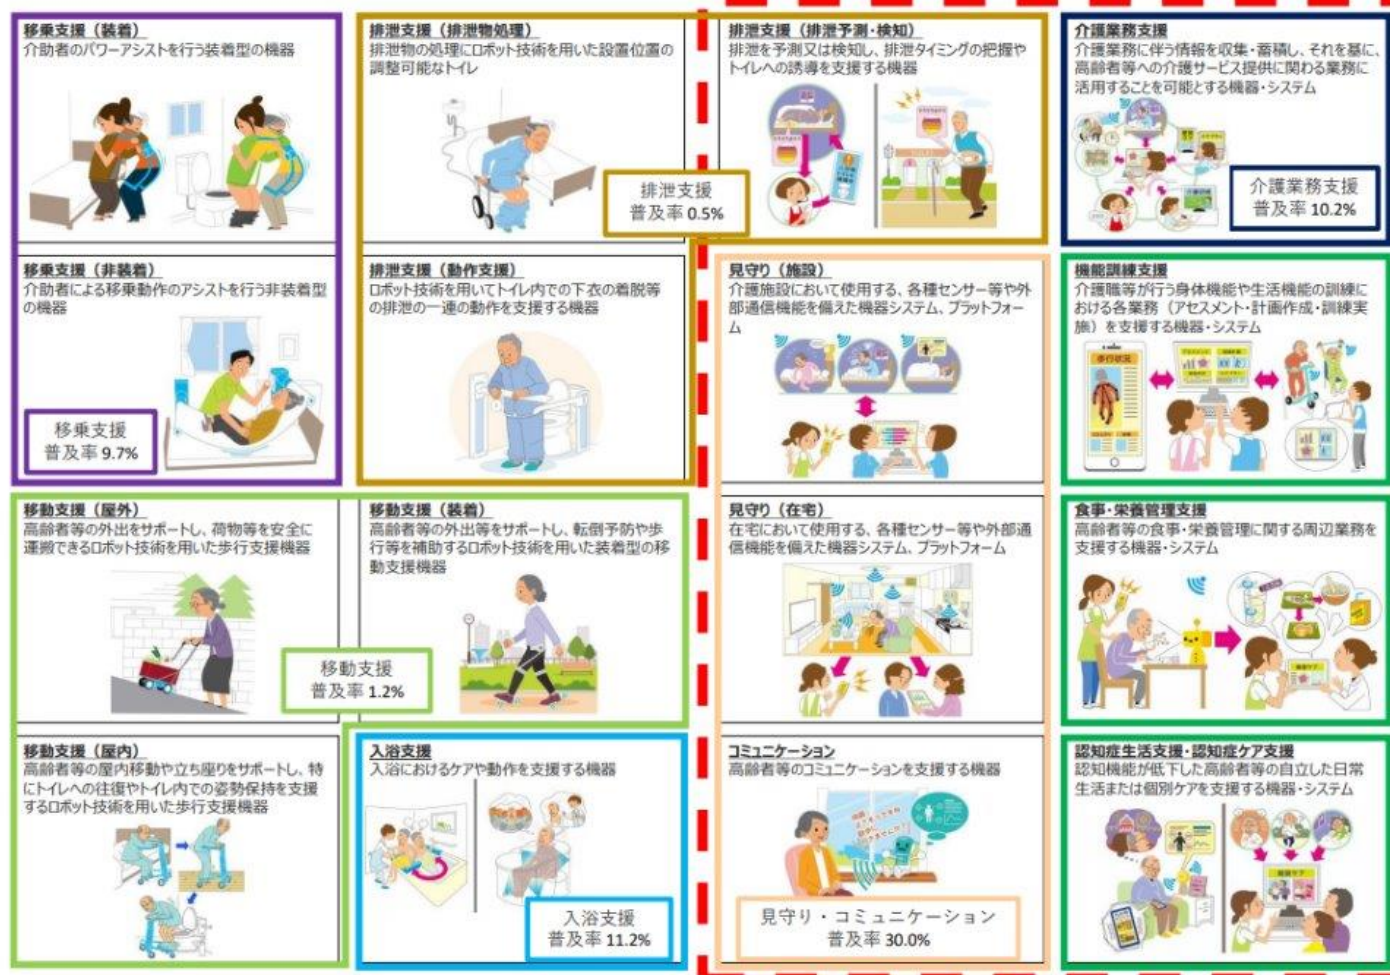 移乗支援（装着）
介助者のパワーアシストを行う装着型の機器
排泄支援（排泄物処理）
排泄物の処理にロボット技術を用いた設置位置の
調整可能なトイレ
排泄支援（排泄予測・検知）
排泄を予測又は検知し、排泄タイミングの把握や
トイレへの誘導を支援する機器
介護業務支援
介護業務に伴う情報を収集・蓄積し、それを基に、
高齢者等への介護サービス提供に関わる業務に
活用することを可能とする機器・システム
排泄支援
普及率 0.5%
介護業務支援
普及率 10.2%
移乗支援（非装着）
介助者による移乗動作のアシストを行う非装着型
の機器
移乗支援
普及率 9.7%
排泄支援（動作支援）
ロボット技術を用いてトイレ内での下衣の着脱等
の排泄の一連の動作を支援する機器
見守り（施設）
介護施設において使用する、各種センサー等や外
部通信機能を備えた機器システム、プラットフォー
ム
機能訓練支援
介護職等が行う身体機能や生活機能の訓練に
おける各業務（アセスメント・計画作成・訓練実
施）を支援する機器・システム
歩行状況
移動支援（屋外）
高齢者等の外出をサポートし、荷物等を安全に
運搬できるロボット技術を用いた歩行支援機器
移動支援（装着）
高齢者等の外出等をサポートし、転倒予防や歩
行等を補助するロボット技術を用いた装着型の移
動支援機器
移動支援
普及率 1.2%
見守り（在宅）
在宅において使用する、各種センサー等や外部通
信機能を備えた機器システム、プラットフォーム
食事・栄養管理支援
高齢者等の食事・栄養管理に関する周辺業務を
支援する機器・システム
移動支援（屋内）
高齢者等の屋内移動や立ち座りをサポートし、特
にトイレへの往復やトイレ内での姿勢保持を支援
するロボット技術を用いた歩行支援機器
入浴支援
入浴におけるケアや動作を支援する機器
入浴支援
普及率 11.2%
コミュニケーション
高齢者等のコミュニケーションを支援する機器
見守り・コミュニケーション
普及率 30.0%
認知症生活支援・認知症ケア支援
認知機能が低下した高齢者等の自立した日常
生活または個別ケアを支援する機器・システム